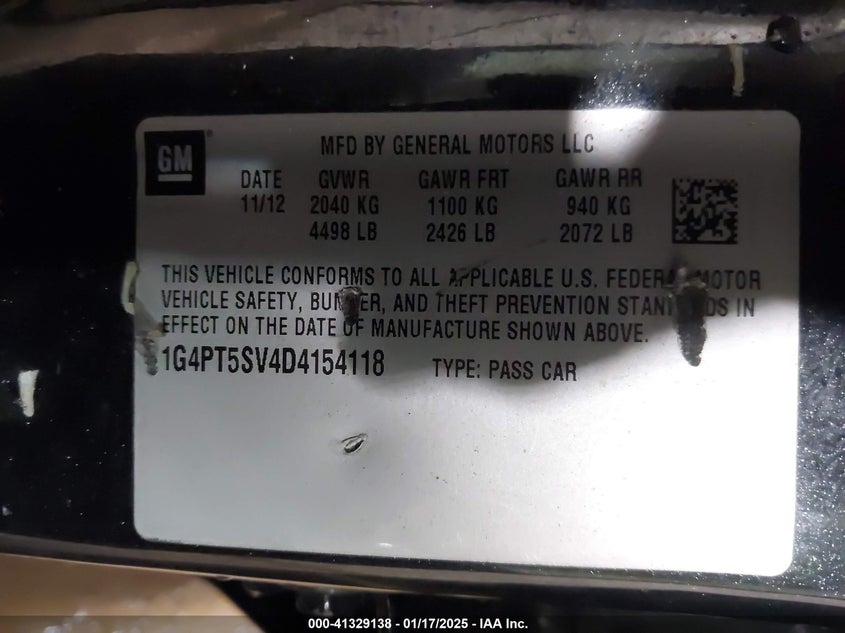 GM
MFD BY GENERAL MOTORS LLC
DATE GVWR GAWR FRT GAWR RR
11/12 2040 KG 1100 KG 940 KG
4498 LB 2426 LB 2072 LB
THIS VEHICLE CONFORMS TO ALL APPLICABLE U.S. FEDERAL MOTOR
VEHICLE SAFETY, BUMPER, AND THEFT PREVENTION STANDARDS IN
EFFECT ON THE DATE OF MANUFACTURE SHOWN ABOVE.
1G4PT5SV4D4154118 TYPE: PASS CAR
000-41329138 - 01/17/2025 - IAA Inc.